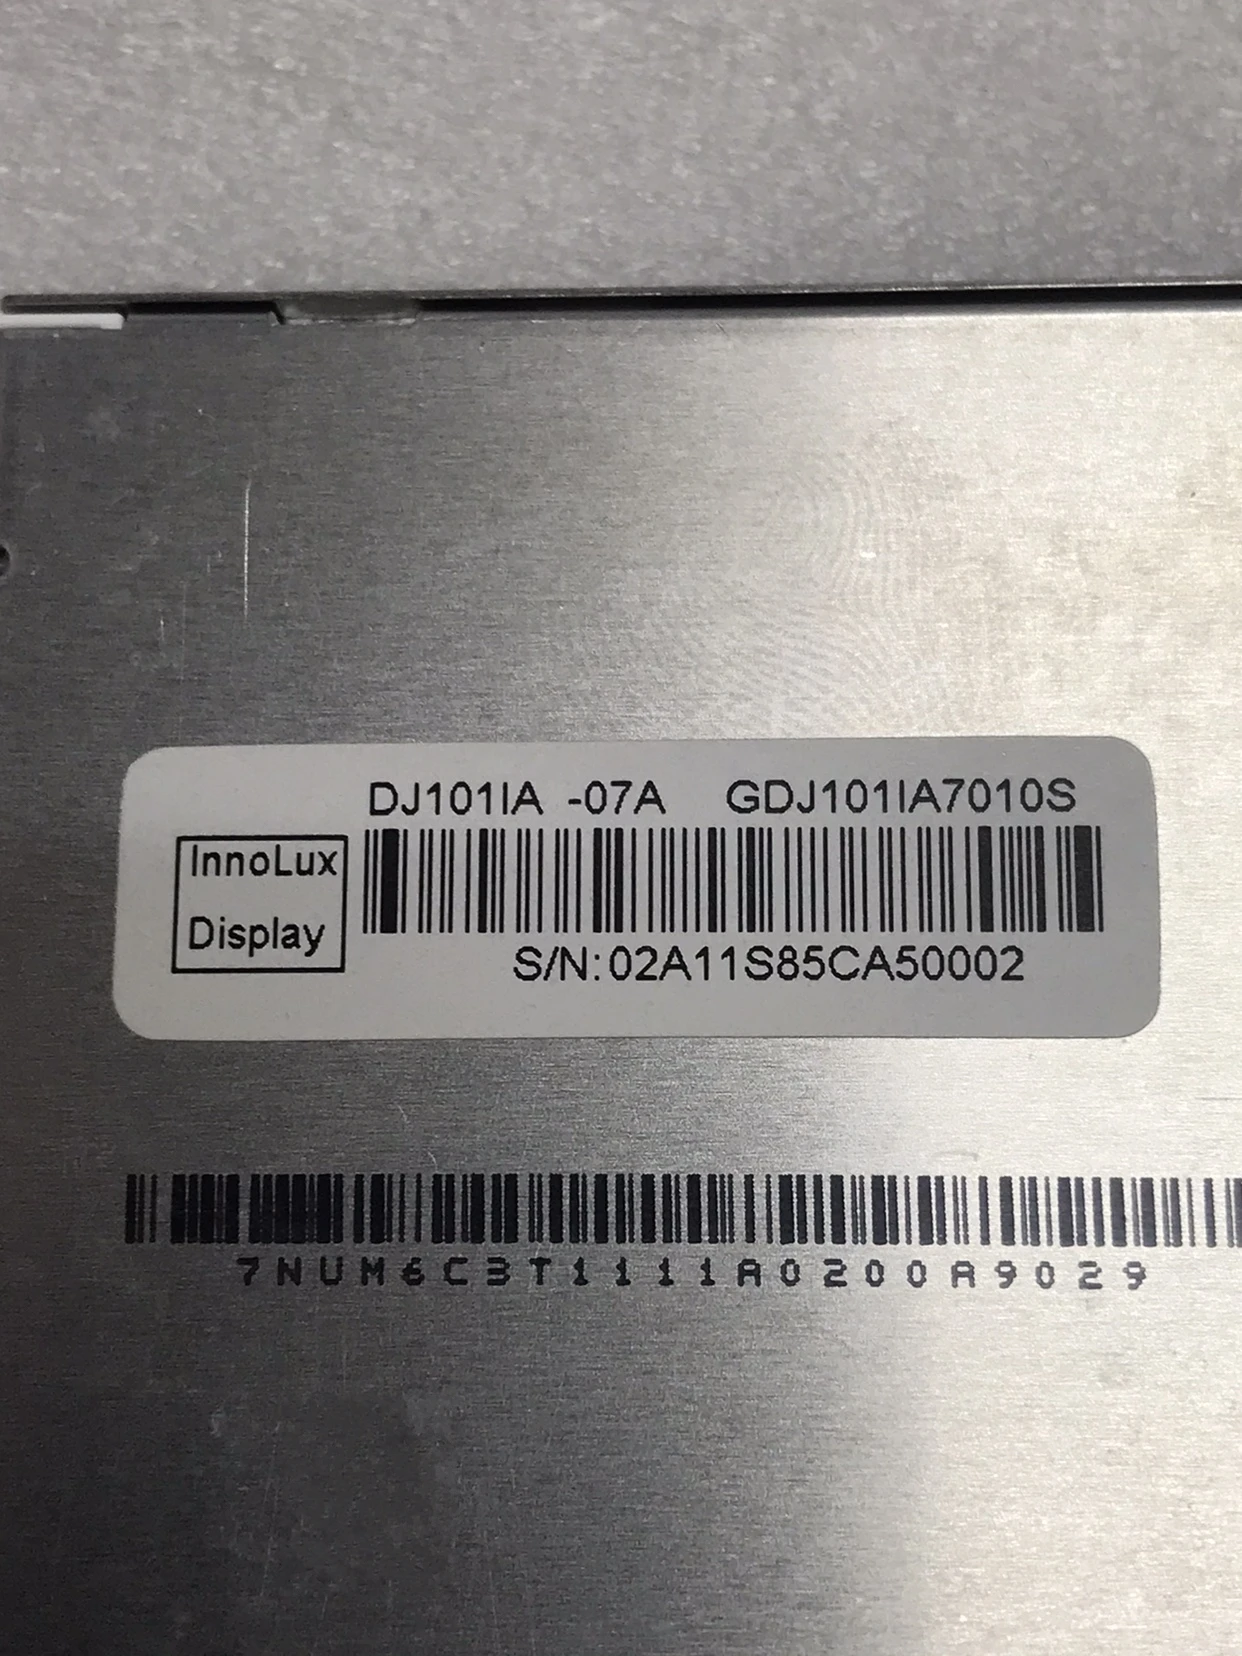 DJ101IA -07A GDJ101IA7010S
InnoLux
Display
S/N:02A11S85CA50002
7NUM6C3T1111A0200A9029